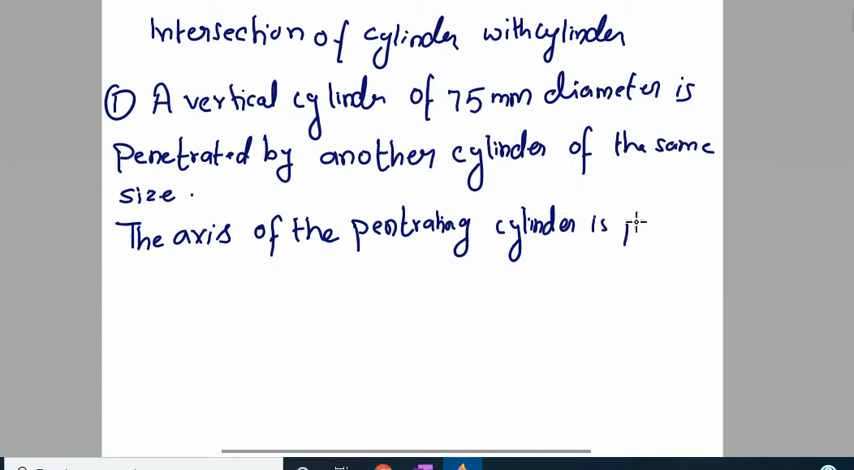 Intersection of cylinder with cylinder
① A vertical cylinder of 75mm diameter is
Penetrated by another cylinder of the same
size.
The axis of the pentrating cylinder is